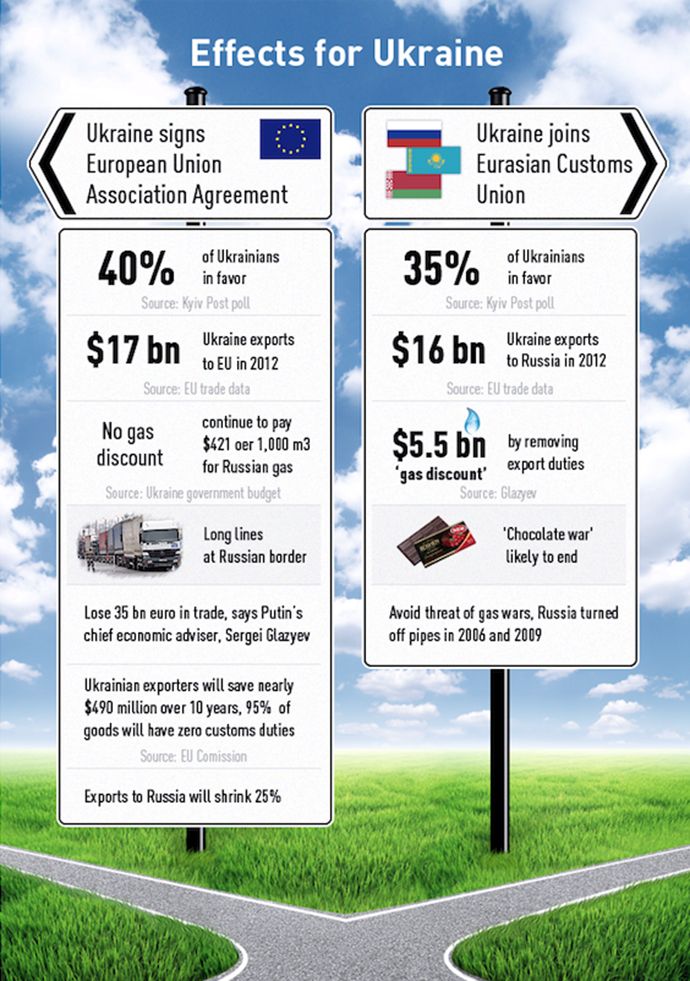 Effects for Ukraine
Ukraine signs
European Union
Association Agreement
40%
of Ukrainians
in favor
Source: Kyiv Post poll
$17 bn
Ukraine exports
to EU in 2012
Source: EU trade data
No gas
discount
continue to pay
$421 oer 1,000 m3
for Russian gas
Source: Ukraine government budget
Long lines
at Russian border
Lose 35 bn euro in trade, says Putin's
chief economic adviser, Sergei Glazyev
Ukrainian exporters will save nearly
$490 million over 10 years, 95% of
goods will have zero customs duties
Source: EU Comission
Exports to Russia will shrink 25%
Ukraine joins
Eurasian Customs
Union
35%
of Ukrainians
in favor
Source: Kyiv Post poll
$16 bn
Ukraine exports
to Russia in 2012
Source: EU trade data
$5.5 bn
'gas discount'
by removing
export duties
Source: Glazyev
'Chocolate war'
likely to end
Avoid threat of gas wars, Russia turned
off pipes in 2006 and 2009